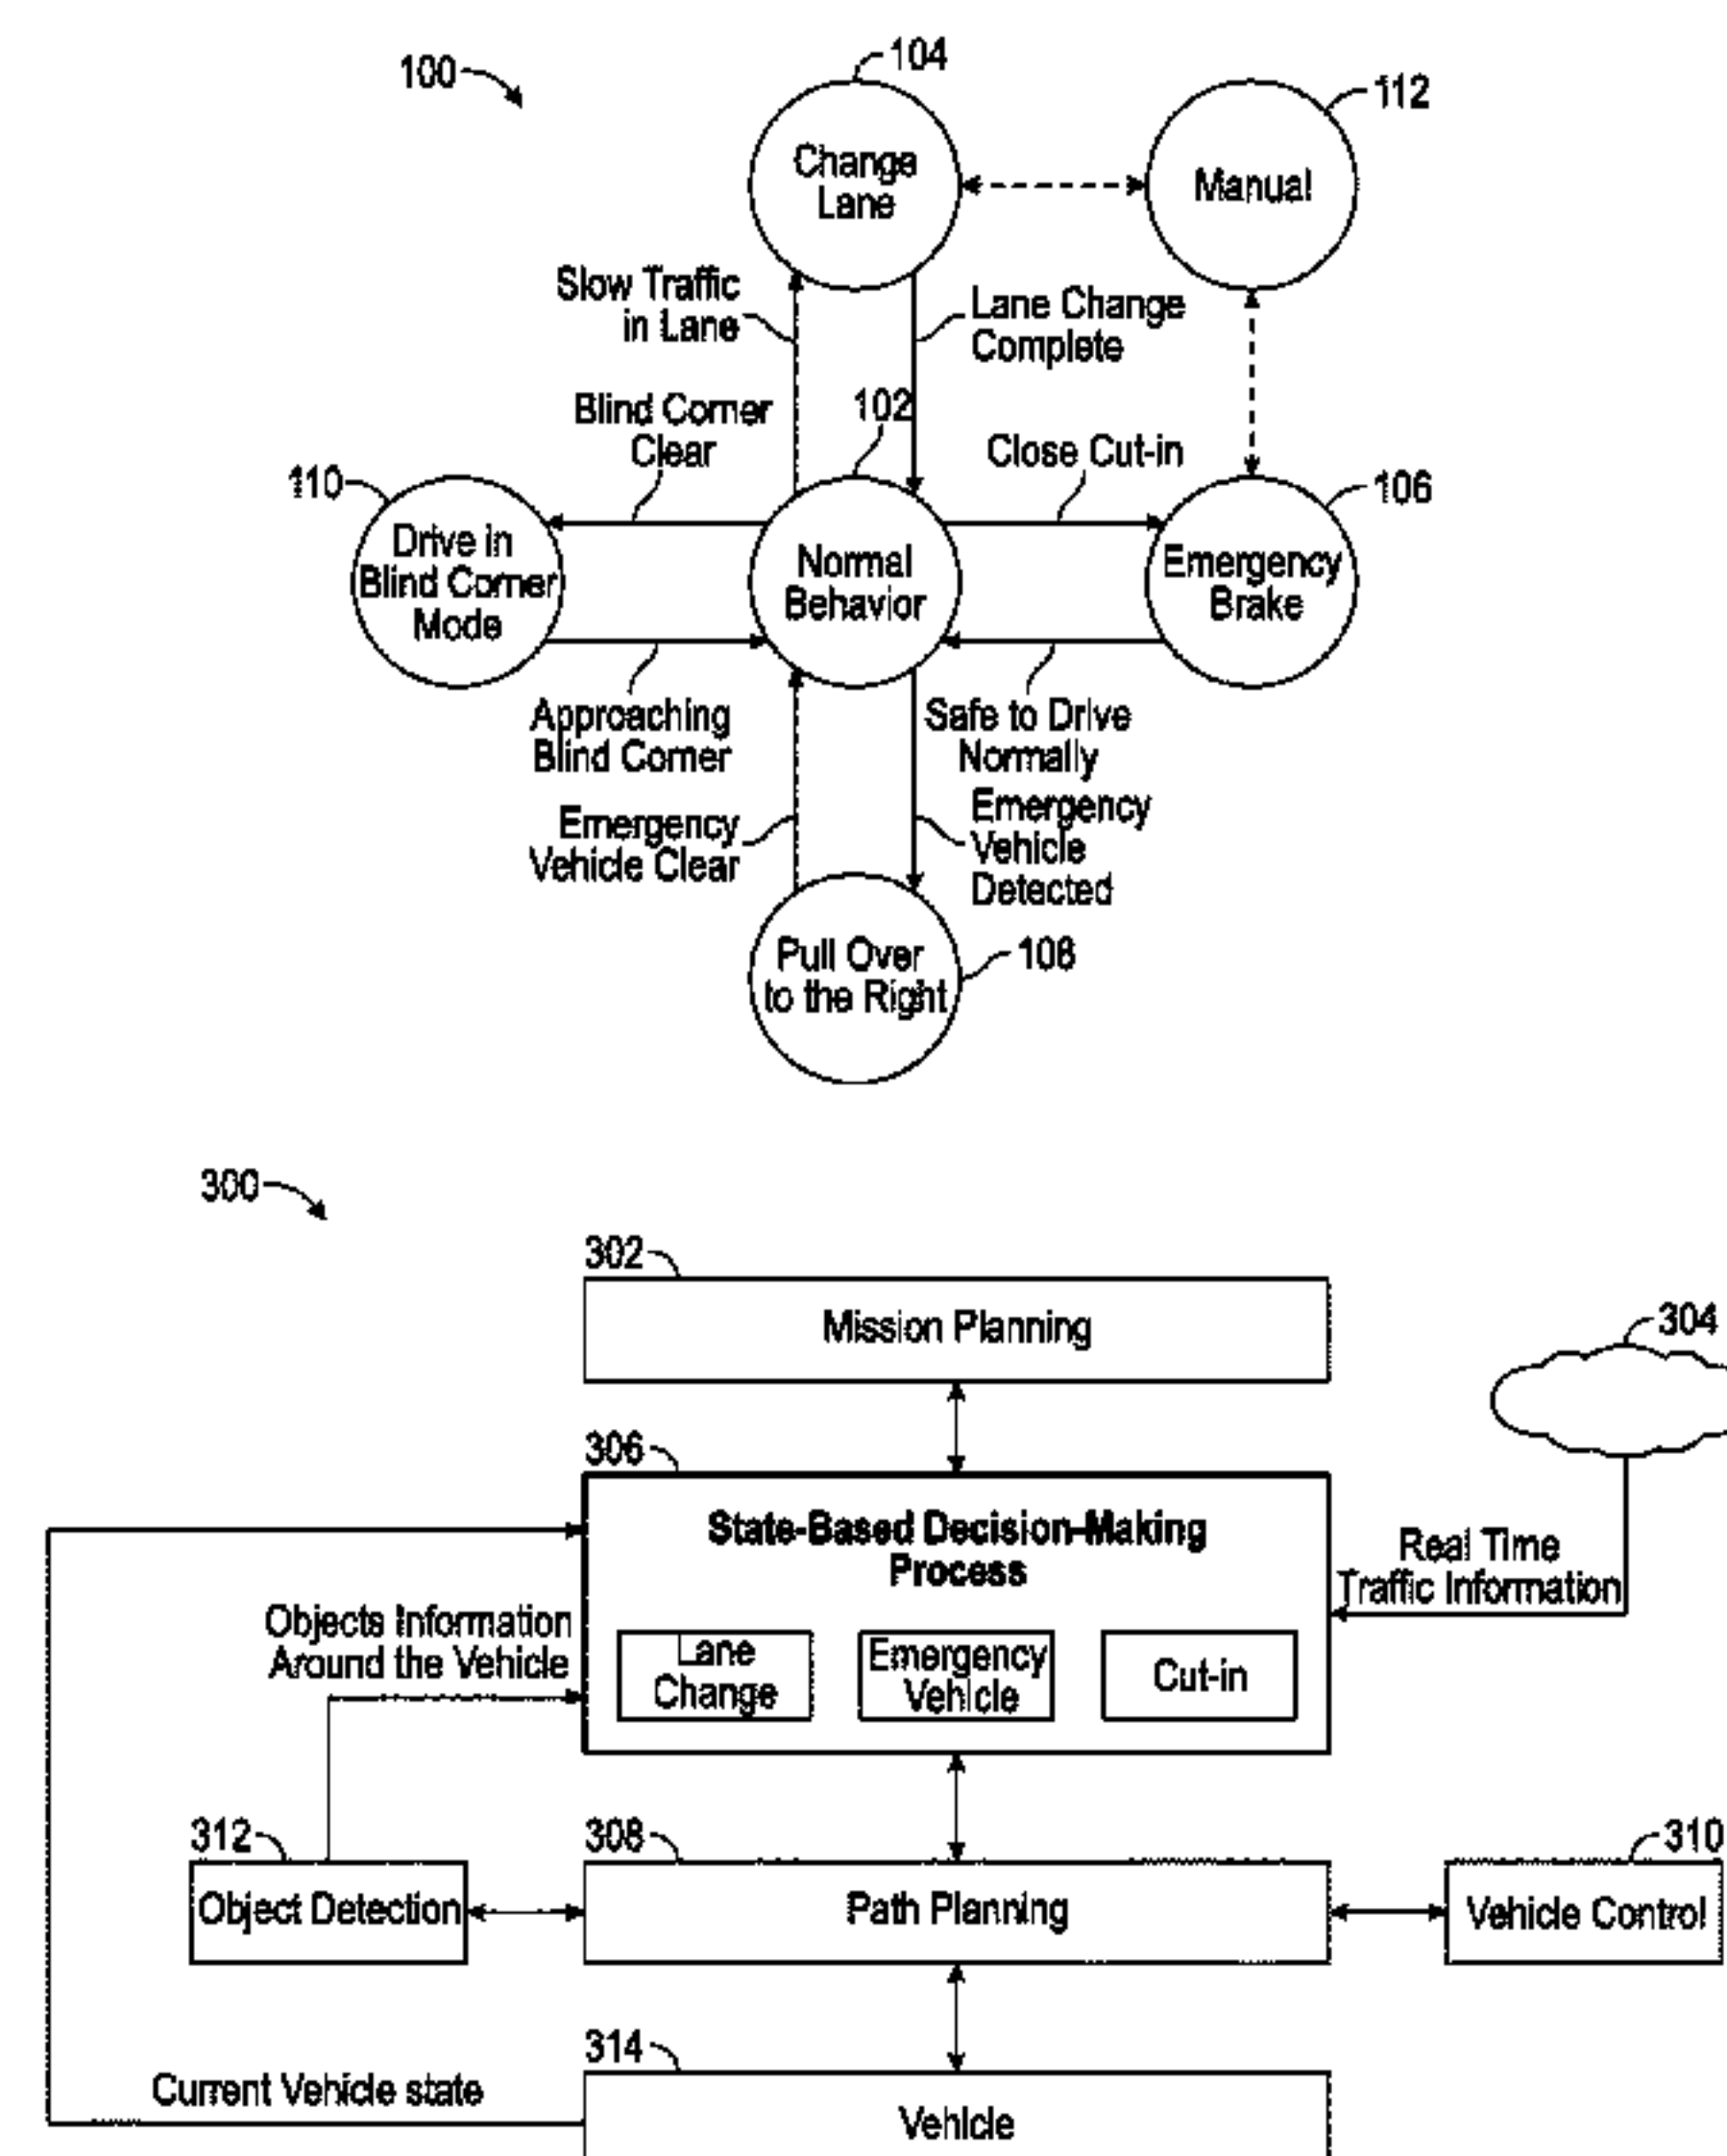 100
104
112
Change
Lane
Manual
Slow Traffic
in Lane
Lane Change
Complete
Blind Corner
Clear
102
Close Cut-in
110
106
Drive in
Blind Corner
Mode
Normal
Behavior
Emergency
Brake
Approaching
Blind Corner
Safe to Drive
Normally
Emergency
Vehicle Clear
Emergency
Vehicle
Detected
Pull Over
to the Right
108
300
302
Mission Planning
304
306
State-Based Decision-Making
Process
Real Time
Traffic Information
Objects Information
Around the Vehicle
Lane
Change
Emergency
Vehicle
Cut-in
312
308
310
Object Detection
Path Planning
Vehicle Control
314
Current Vehicle state
Vehicle